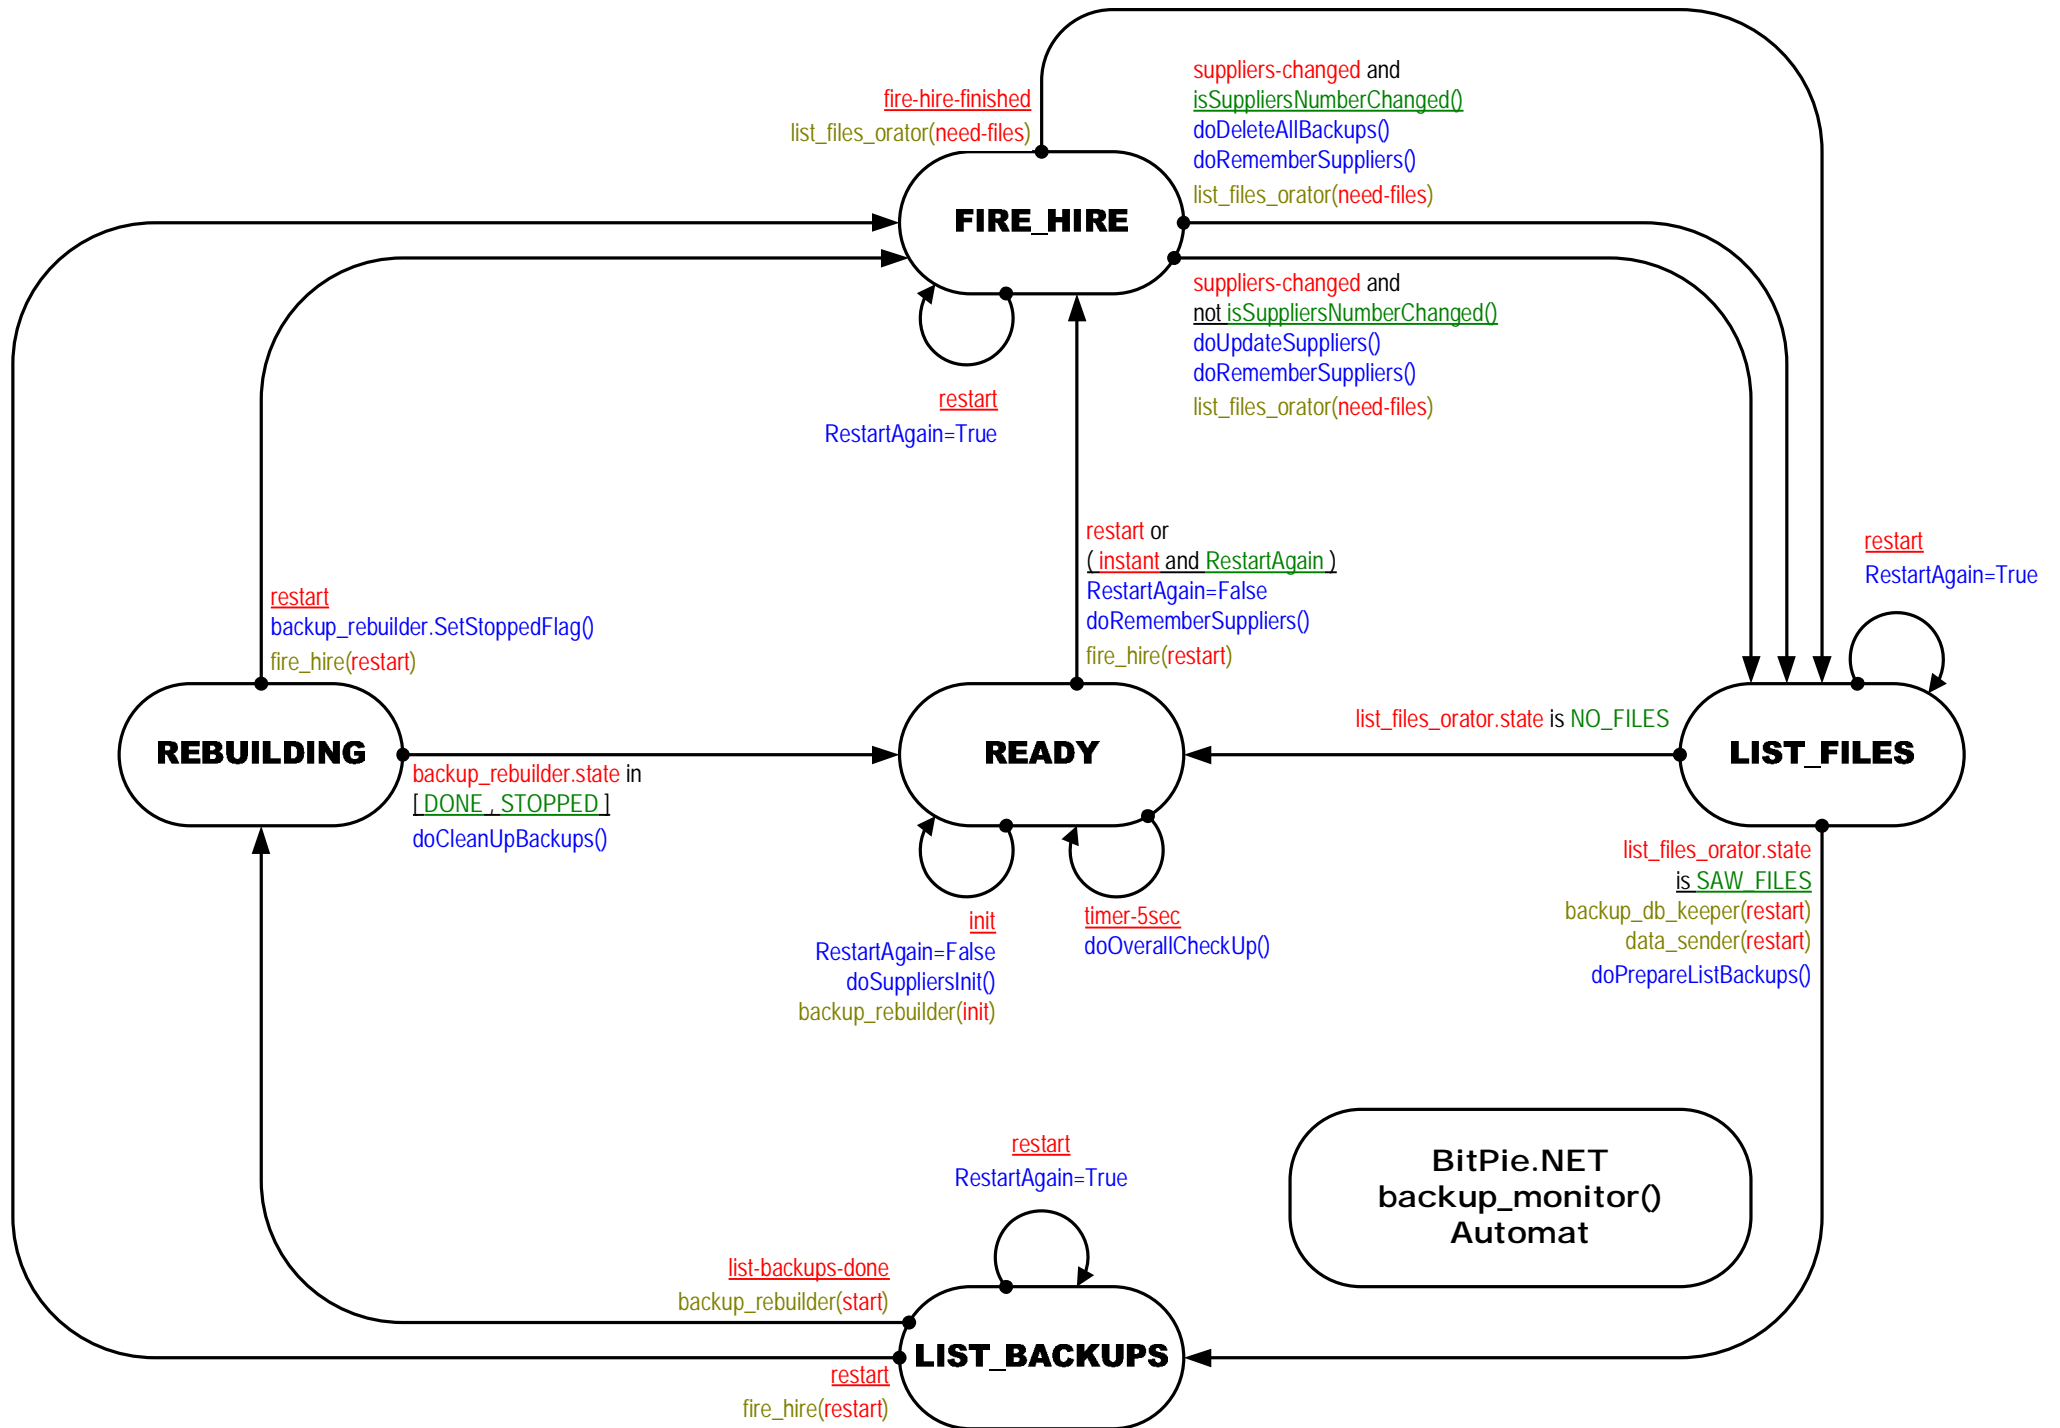 fire-hire-finished
list_files_orator(need-files)
suppliers-changed and
isSuppliersNumberChanged()
doDeleteAllBackups()
doRememberSuppliers()
list_files_orator(need-files)
FIRE_HIRE
suppliers-changed and
not isSuppliersNumberChanged()
doUpdateSuppliers()
doRememberSuppliers()
list_files_orator(need-files)
restart
RestartAgain=True
restart or
( instant and RestartAgain )
RestartAgain=False
doRememberSuppliers()
fire_hire(restart)
restart
RestartAgain=True
restart
backup_rebuilder.SetStoppedFlag()
fire_hire(restart)
REBUILDING
backup_rebuilder.state in
[ DONE , STOPPED ]
doCleanUpBackups()
READY
list_files_orator.state is NO_FILES
LIST_FILES
init
RestartAgain=False
doSuppliersInit()
backup_rebuilder(init)
timer-5sec
doOverallCheckUp()
list_files_orator.state
is SAW_FILES
backup_db_keeper(restart)
data_sender(restart)
doPrepareListBackups()
restart
RestartAgain=True
BitPie.NET
backup_monitor()
Automat
list-backups-done
backup_rebuilder(start)
LIST_BACKUPS
restart
fire_hire(restart)